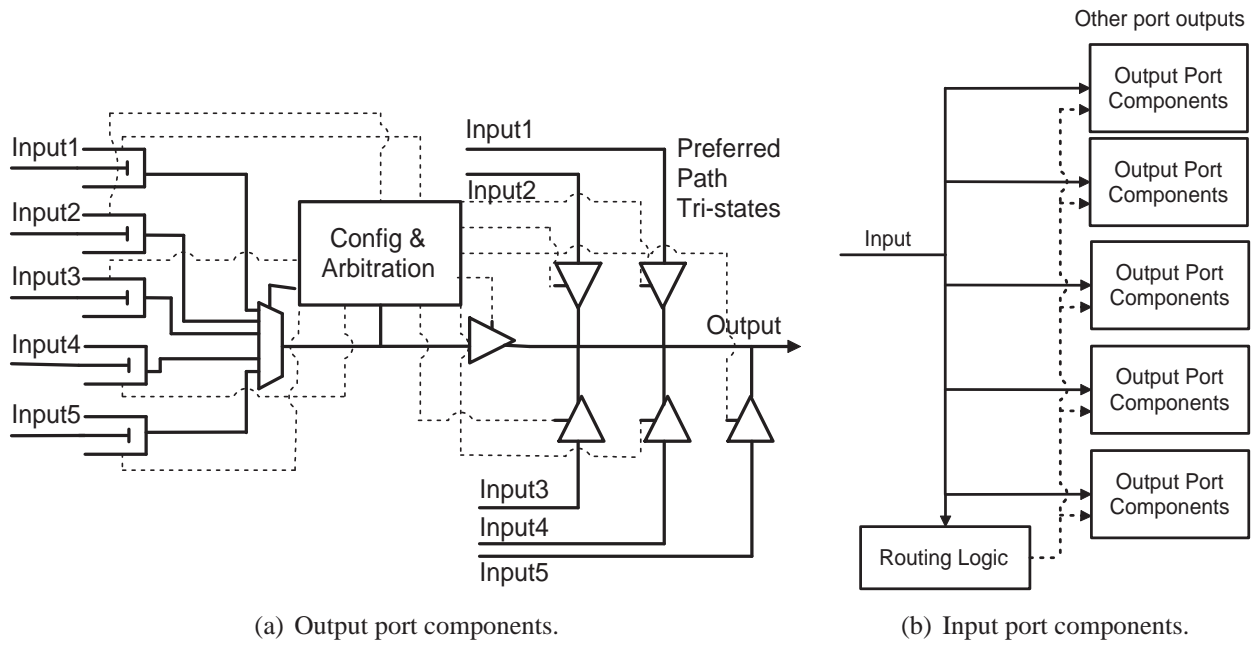 Input1
Input2
Input3
Input4
Input5
Config &
Arbitration
Input1
Input2
Preferred
Path
Tri-states
Output
Input3
Input4
Input5
(a) Output port components.
Other port outputs
Output Port
Components
Output Port
Components
Output Port
Components
Output Port
Components
Output Port
Components
Input
Routing Logic
(b) Input port components.